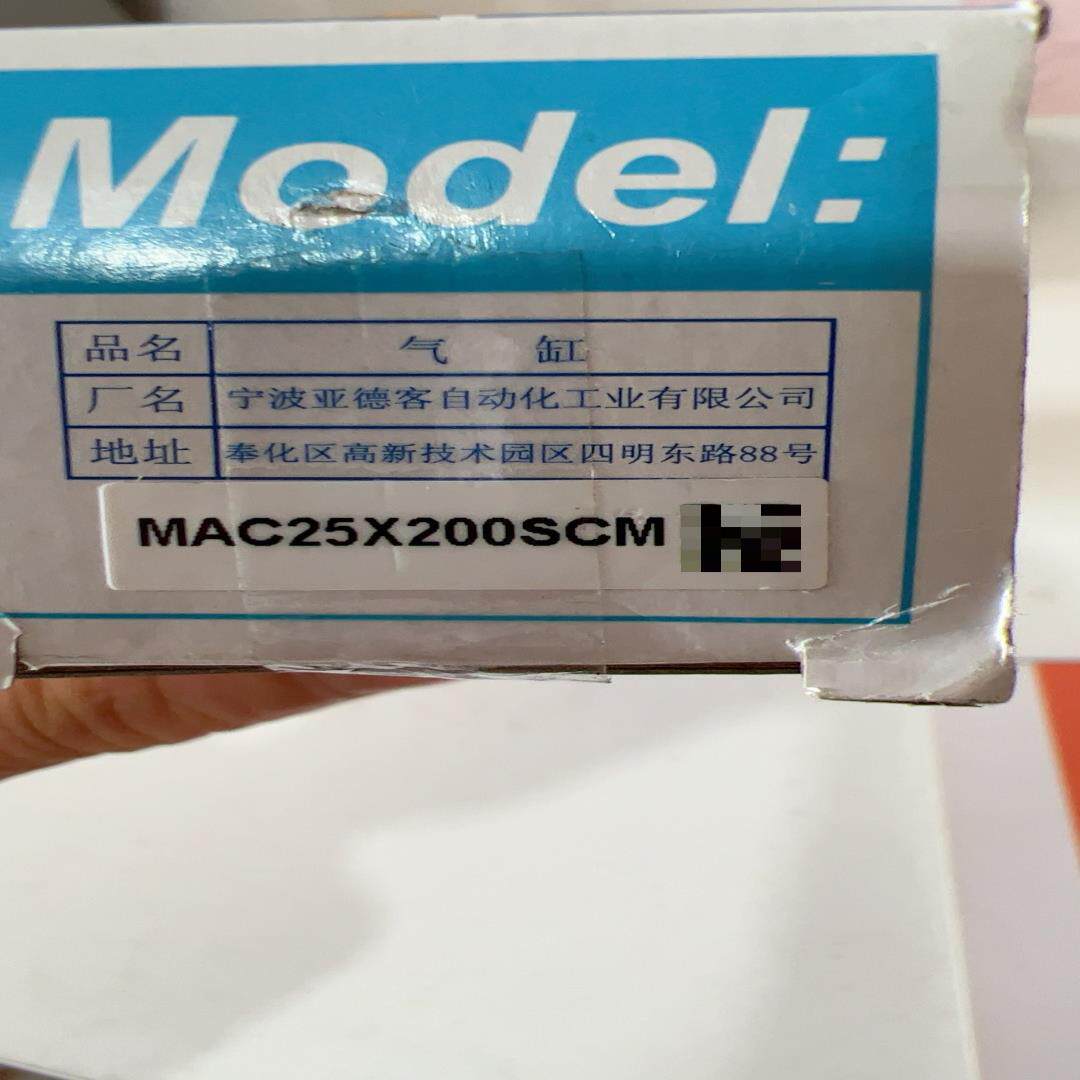 Model:
品名 气缸
厂名 宁波亚德客自动化工业有限公司
地址 奉化区高新技术园区四明东路88号
MAC25X200SCM